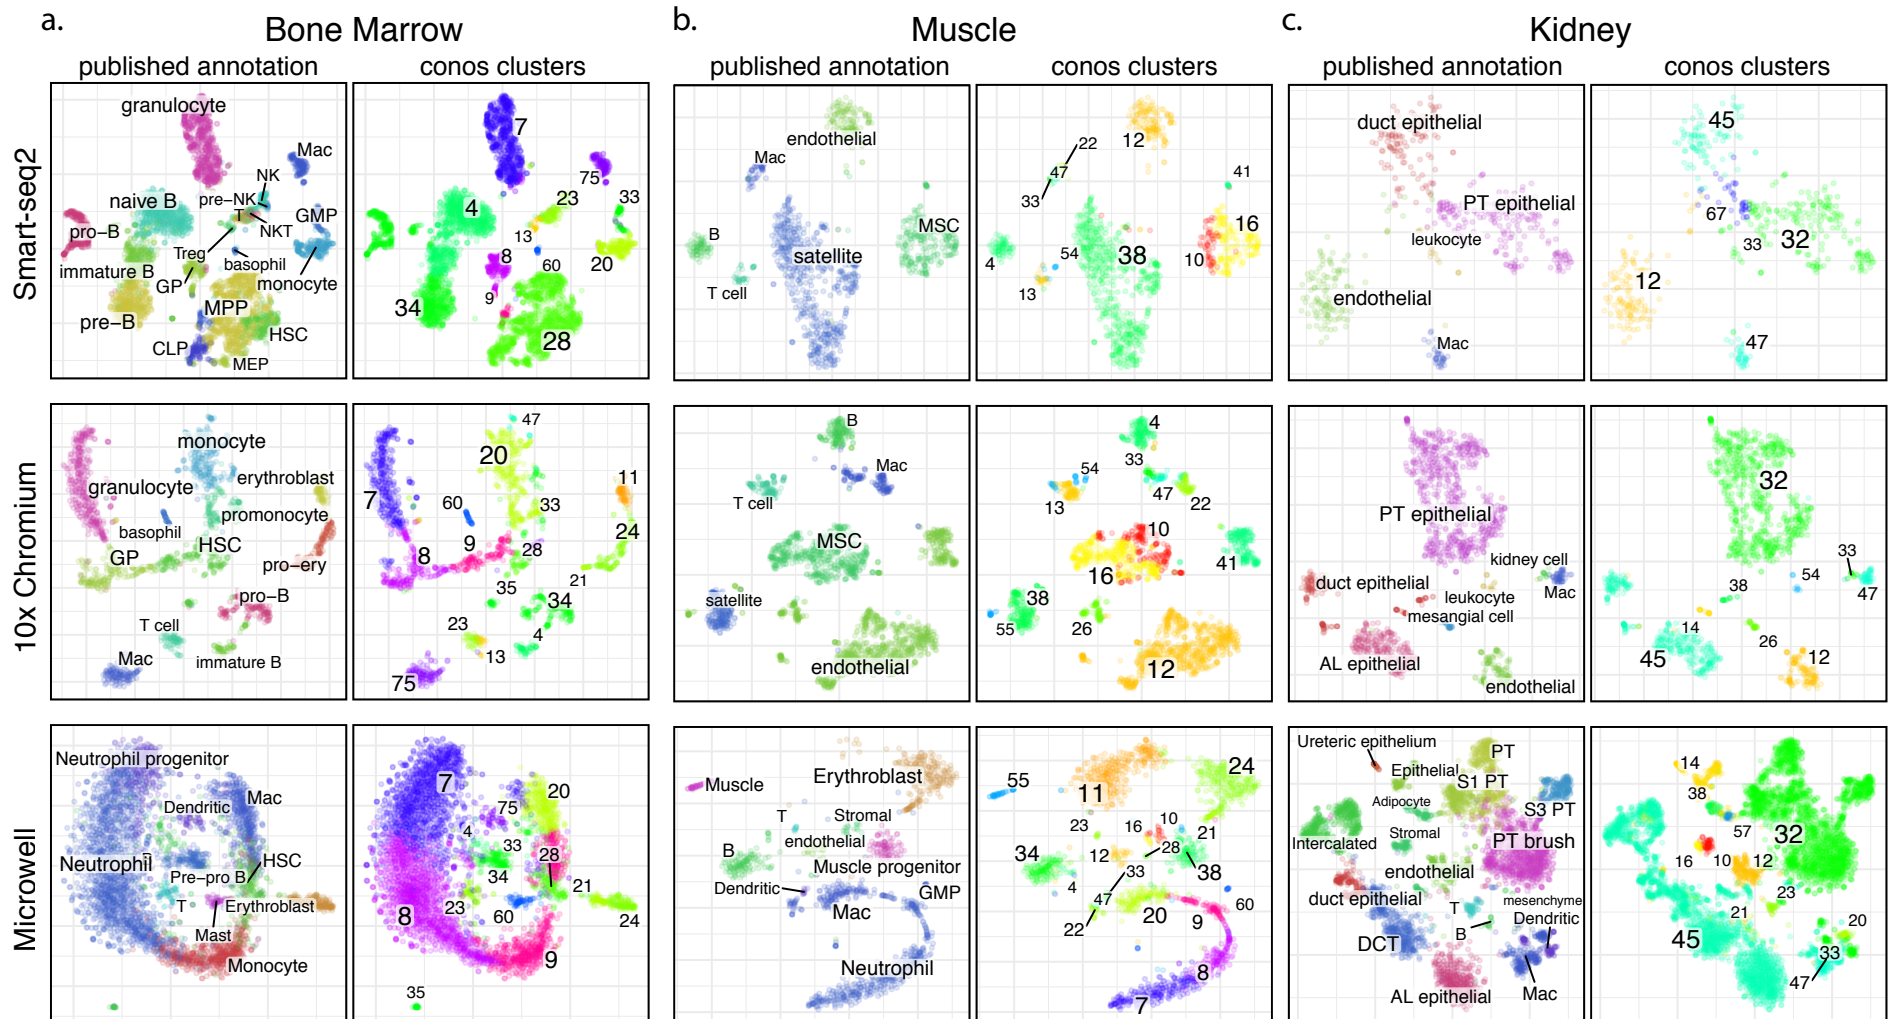 a.
Bone Marrow
b.
Muscle
c.
Kidney
published annotation
conos clusters
published annotation
conos clusters
published annotation
conos clusters
Smart-seq2
granulocyte
Mac
NK
pre-NK
naive B
T
GMP
NKT
pro-B
Treg
basophil
immature B
GP
monocyte
MPP
pre-B
HSC
CLP
MEP
7
75
33
4
23
13
8
20
60
9
34
28
endothelial
Mac
MSC
B
satellite
T cell
12
22
47
41
33
16
54
38
10
4
13
duct epithelial
PT epithelial
leukocyte
endothelial
Mac
45
67
33
32
12
47
10x Chromium
monocyte
erythroblast
granulocyte
promonocyte
basophil
HSC
GP
pro-ery
pro-B
T cell
immature B
Mac
47
20
11
7
60
33
24
9
8
28
21
35
34
23
4
13
75
B
Mac
T cell
MSC
satellite
endothelial
4
33
54
47
13
22
10
41
16
38
55
26
12
PT epithelial
kidney cell
duct epithelial
Mac
leukocyte
mesangial cell
AL epithelial
endothelial
32
33
54
38
47
14
26
45
12
Microwell
Neutrophil progenitor
Dendritic
Mac
Neutrophil
HSC
Pre-pro B
T
Erythroblast
Mast
Monocyte
7
20
75
4
33
28
34
21
8
23
60
24
9
35
Muscle
Erythroblast
T
Stromal
endothelial
B
Muscle progenitor
Dendritic
GMP
Mac
Neutrophil
55
24
11
23
16
10
21
34
12
28
33
38
4
47
60
20
22
9
8
7
Ureteric epithelium
PT
Epithelial
S1 PT
Adipocyte
S3 PT
Stromal
Intercalated
PT brush
endothelial
duct epithelial
mesenchyme
T
Dendritic
B
DCT
AL epithelial
Mac
14
38
57
32
16
10
12
23
21
20
45
33
47